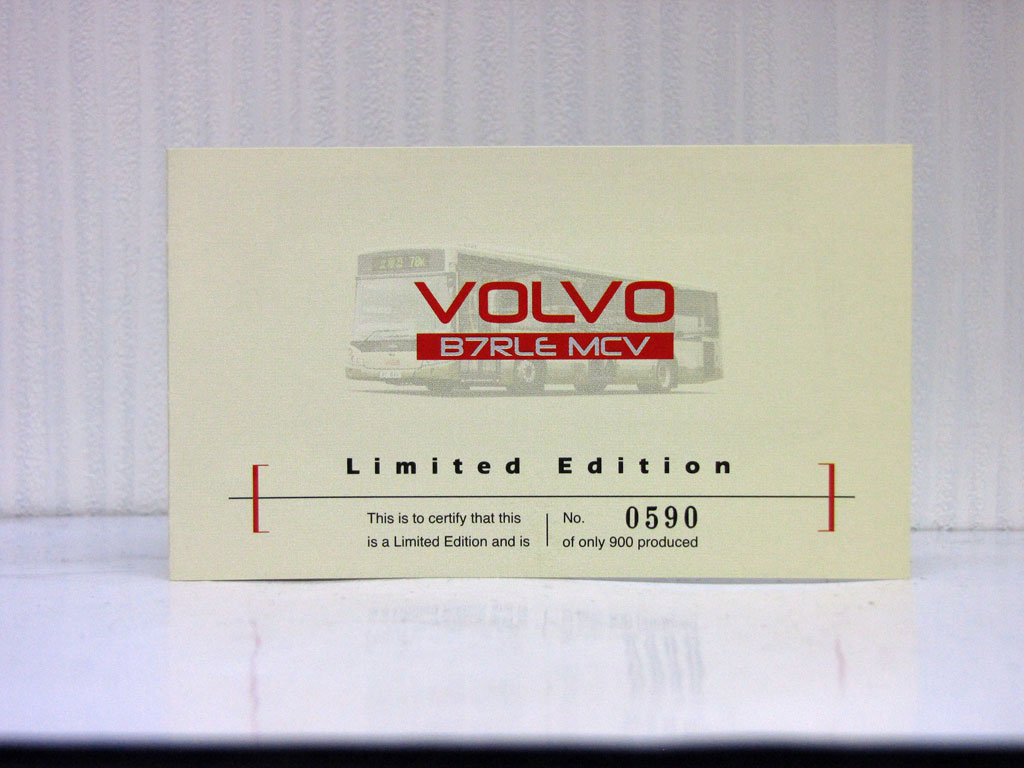 78K
VOLVO
B7RLE MCV
Limited Edition
This is to certify that this
is a Limited Edition and is
No. 0590
of only 900 produced